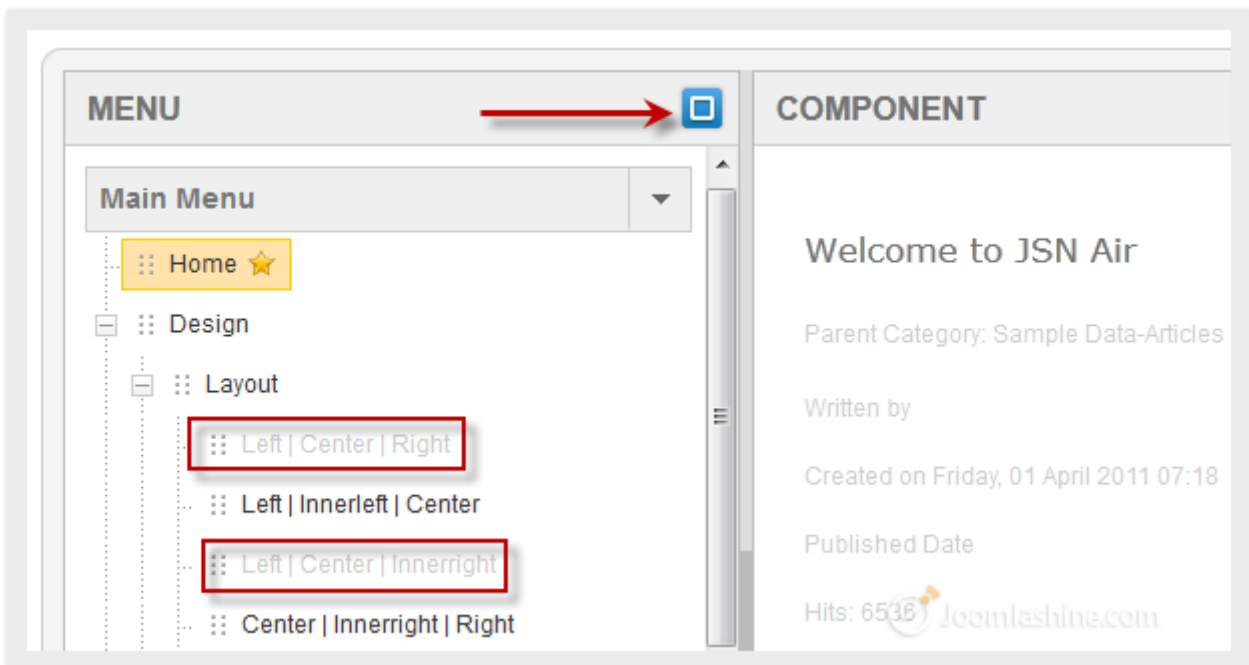 MENU
COMPONENT
Main Menu
Home
Design
Layout
Left | Center | Right
Left | Innerleft | Center
Left | Center | Innerright
Center | Innerright | Right
Welcome to JSN Air
Parent Category: Sample Data-Articles
Written by
Created on Friday, 01 April 2011 07:18
Published Date
Hits: 6536
Joomlashine.com